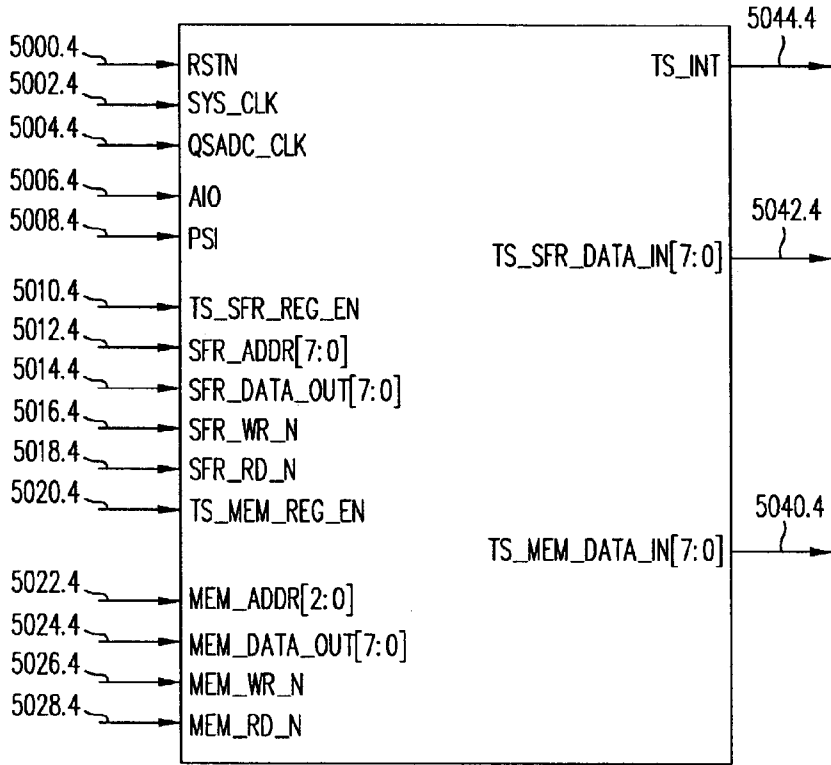 5000.4
RSTN
5002.4
SYS_CLK
5004.4
QSADC_CLK
5006.4
AIO
5008.4
PSI
5010.4
TS_SFR_REG_EN
5012.4
SFR_ADDR[7:0]
5014.4
SFR_DATA_OUT[7:0]
5016.4
SFR_WR_N
5018.4
SFR_RD_N
5020.4
TS_MEM_REG_EN
5022.4
MEM_ADDR[2:0]
5024.4
MEM_DATA_OUT[7:0]
5026.4
MEM_WR_N
5028.4
MEM_RD_N
5044.4
TS_INT
5042.4
TS_SFR_DATA_IN[7:0]
5040.4
TS_MEM_DATA_IN[7:0]